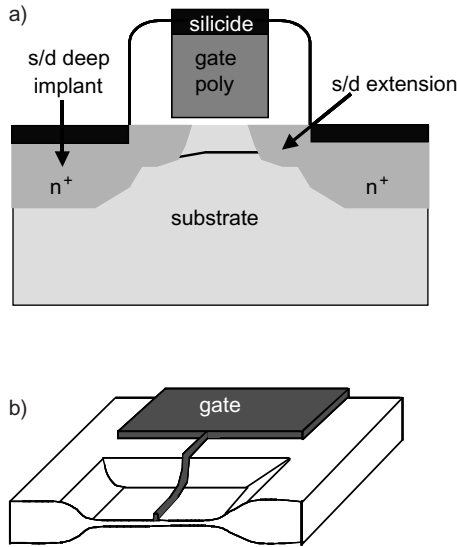 a)
silicide
s/d deep
implant
gate
poly
s/d extension
n+
n+
substrate
b)
gate